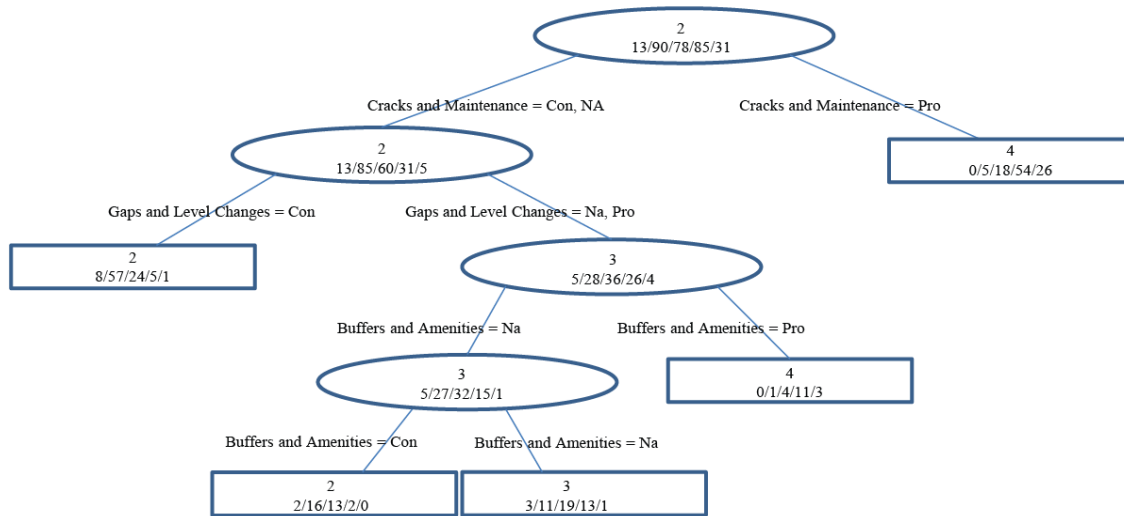 2
13/90/78/85/31
Cracks and Maintenance = Con, NA
Cracks and Maintenance = Pro
2
13/85/60/31/5
4
0/5/18/54/26
Gaps and Level Changes = Con
Gaps and Level Changes = Na, Pro
2
8/57/24/5/1
3
5/28/36/26/4
Buffers and Amenities = Na
Buffers and Amenities = Pro
3
5/27/32/15/1
4
0/1/4/11/3
Buffers and Amenities = Con
Buffers and Amenities = Na
2
2/16/13/2/0
3
3/11/19/13/1